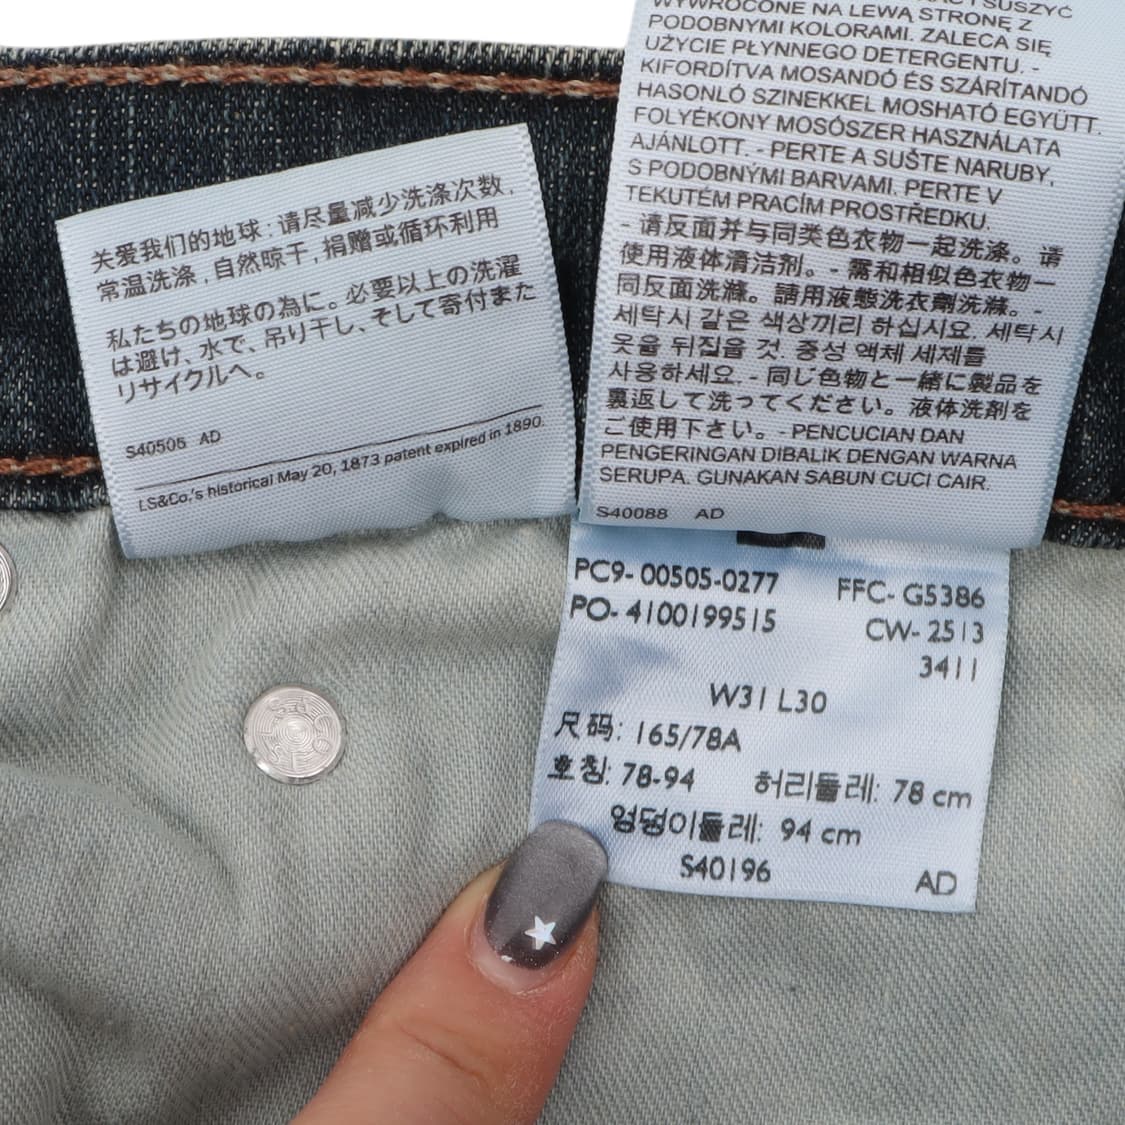 关爱我们的地球:请尽量减少洗涤次数,
常温洗涤,自然晾干,捐赠或循环利用
私たちの地球の為に。必要以上の洗濯
は避け、水で、吊り干し、そして寄付また
リサイクルへ。
S40506 AD
LS&Co.'s historical May 20, 1873 patent expired in 1890.
SUSZYĆ
WYWRÓCONE NA LEWĄ STRONĘ Z
PODOBNYMI KOLORAMI. ZALECA SIĘ
UŻYCIE PŁYNNEGO DETERGENTU. -
KIFORDÍTVA MOSANDÓ ÉS SZÁRÍTANDÓ
HASONLÓ SZINEKKEL MOSHATÓ EGYÜTT.
FOLYÉKONY MOSÓSZER HASZNÁLATA
AJÁNLOTT. - PERTE A SUŠTE NARUBY,
S PODOBNÝMI BARVAMI. PERTE V
TEKUTÉM PRACÍM PROSTŘEDKU.
- 请反面并与同类色衣物一起洗涤。请
使用液体清洁剂。- 需和相似色衣物一
同反面洗滌。請用液態洗衣劑洗滌。-
세탁시 같은 색상끼리 하십시요. 세탁시
옷을 뒤집을 것. 중성 액체 세제를
사용하세요. - 同じ色物と一緒に製品を
裏返して洗ってください。液体洗剤を
ご使用下さい。- PENCUCIAN DAN
PENGERINGAN DIBALIK DENGAN WARNA
SERUPA. GUNAKAN SABUN CUCI CAIR.
S40088 AD
PC9- 00505-0277 FFC- G5386
PO- 4100199515 CW- 2513
3411
W31 L30
尺码: 165/78A
호칭: 78-94 허리둘레: 78 cm
엉덩이둘레: 94 cm
S40196 AD